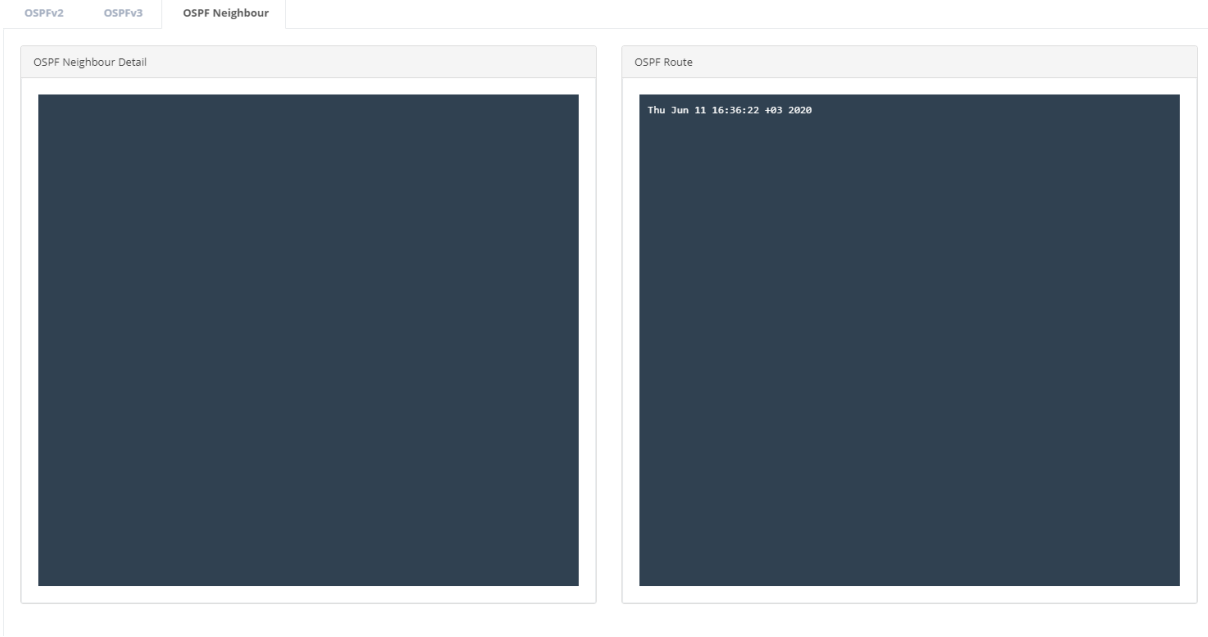 OSPFv2 OSPFv3 OSPF Neighbour
OSPF Neighbour Detail
OSPF Route
Thu Jun 11 16:36:22 +03 2020